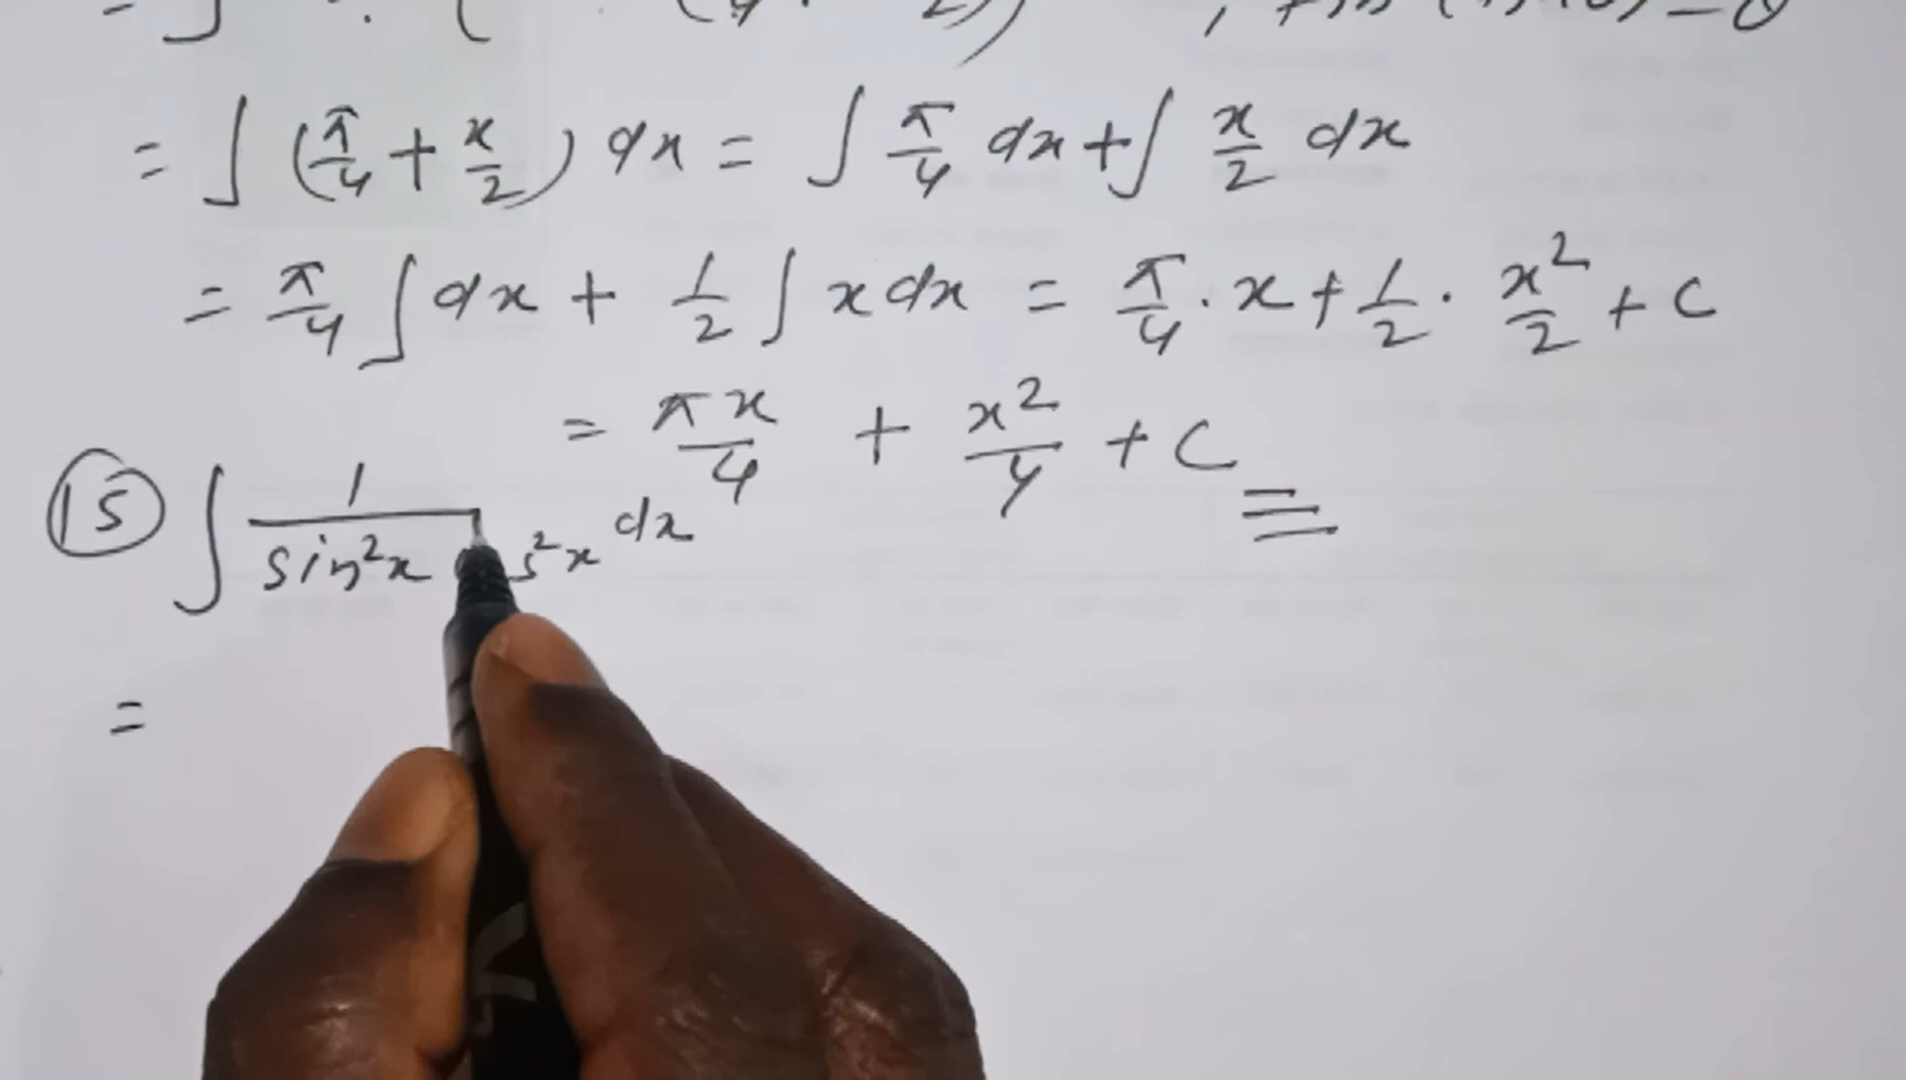 = ∫ (π/4 + x/2) dx = ∫ π/4 dx + ∫ x/2 dx
= π/4 ∫ dx + 1/2 ∫ x dx = π/4 . x + 1/2 . x²/2 + C
= πx/4 + x²/4 + C
15 ∫ 1/sin²x s²x dx
=